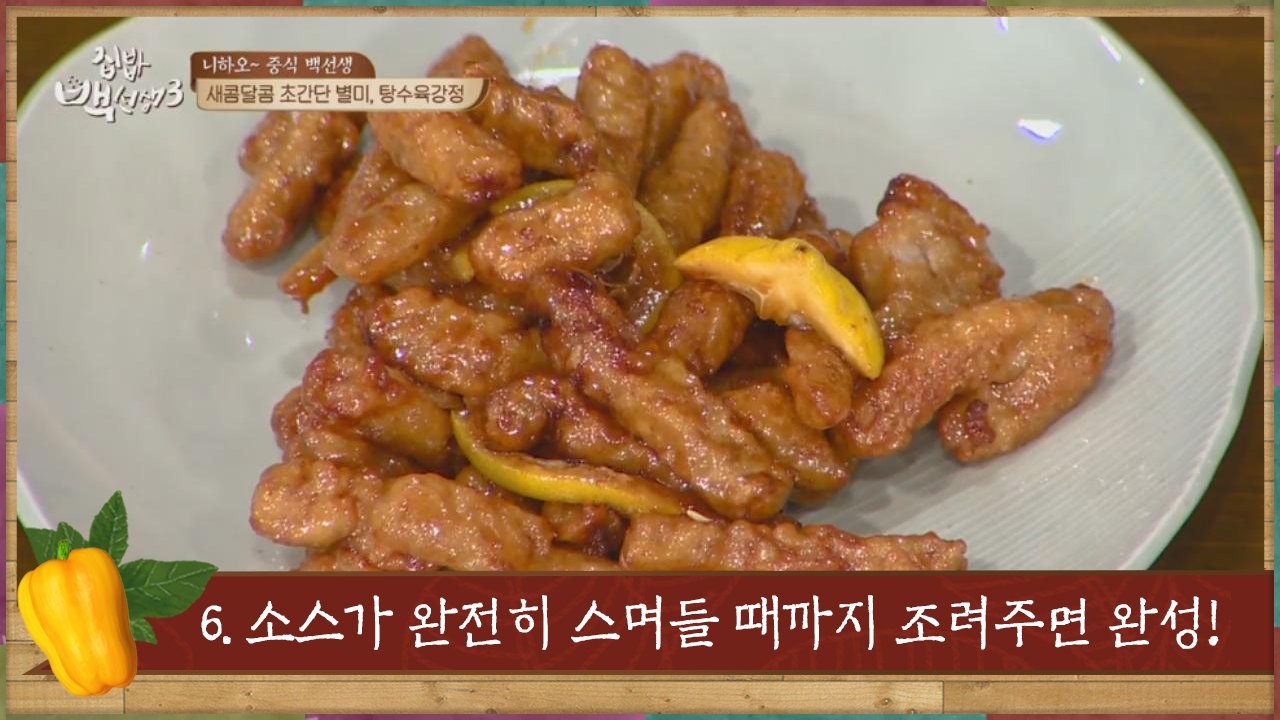 집밥
백선생3
니하오~ 중식 백선생
새콤달콤 초간단 별미, 탕수육강정
6. 소스가 완전히 스며들 때까지 조려주면 완성!